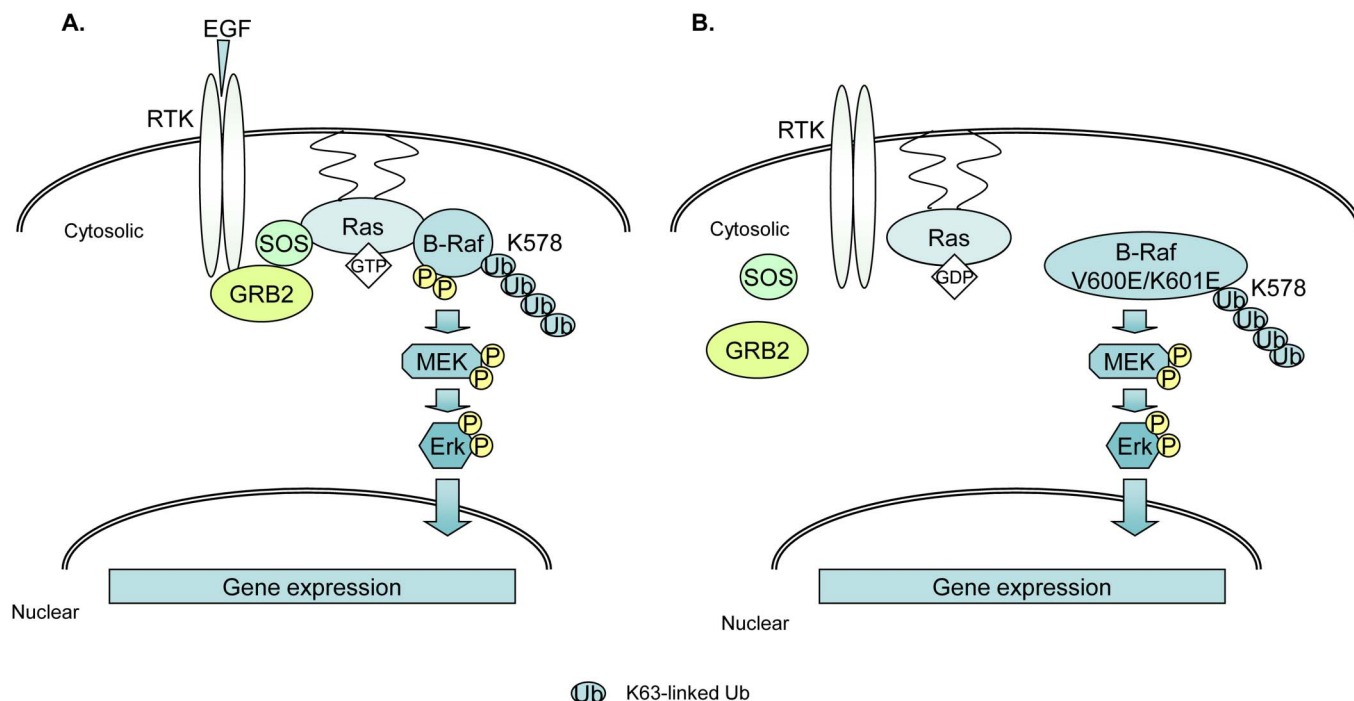 A.
EGF
RTK
Cytosolic
SOS
Ras
GTP
GRB2
B-Raf
K578
P
P
Ub
Ub
Ub
Ub
MEK
P
P
Erk
P
P
Gene expression
Nuclear
B.
RTK
Cytosolic
SOS
Ras
GDP
GRB2
B-Raf
V600E/K601E
K578
Ub
Ub
Ub
Ub
MEK
P
P
Erk
P
P
Gene expression
Nuclear
Ub K63-linked Ub